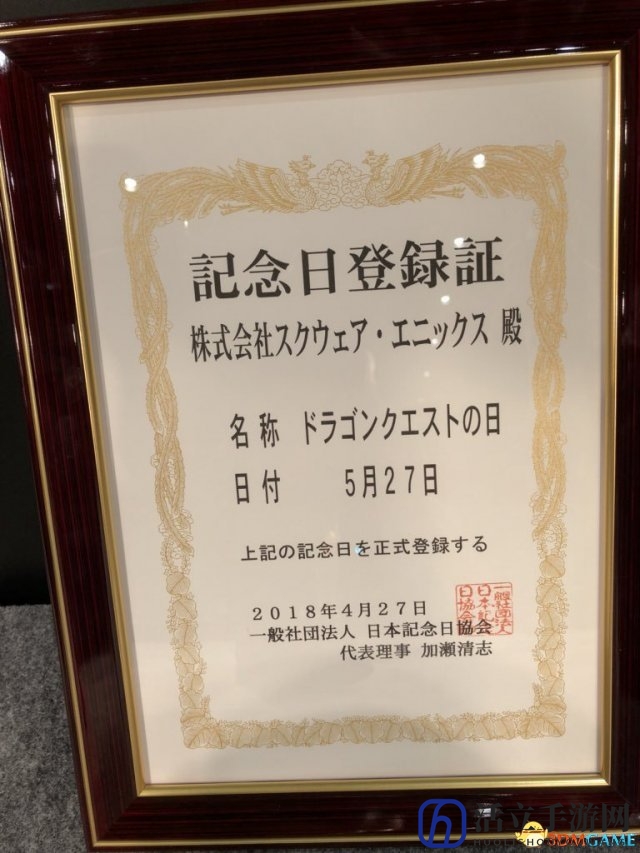 記念日登録証
株式会社スクウェア・エニックス 殿
名称 ドラゴンクエストの日
日付 5月27日
上記の記念日を正式登録する
2018年4月27日
一般社団法人 日本記念日協会
代表理事 加瀬清志
一般社団法人
日本記
日協会
3DMGAME